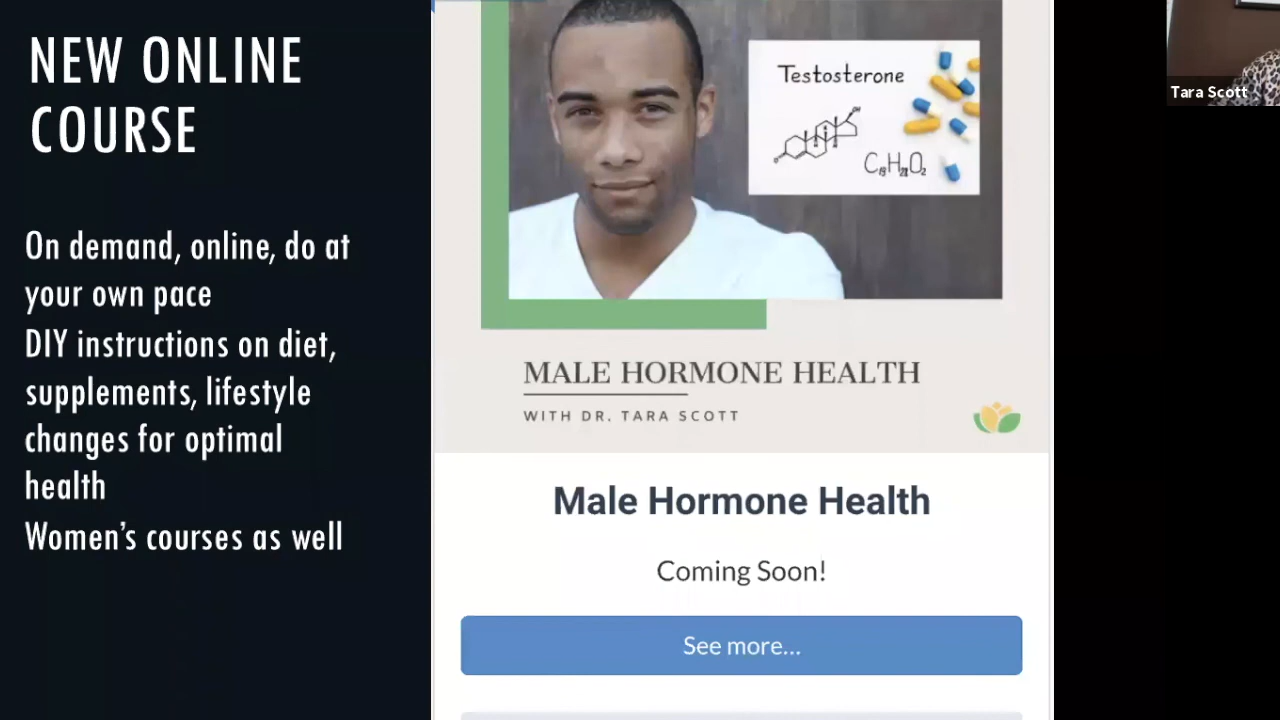 NEW ONLINE
COURSE
On demand, online, do at
your own pace
DIY instructions on diet,
supplements, lifestyle
changes for optimal
health
Women's courses as well
Testosterone
OH
O
C₁₉H₂₈O₂
MALE HORMONE HEALTH
WITH DR. TARA SCOTT
Male Hormone Health
Coming Soon!
See more...
Tara Scott